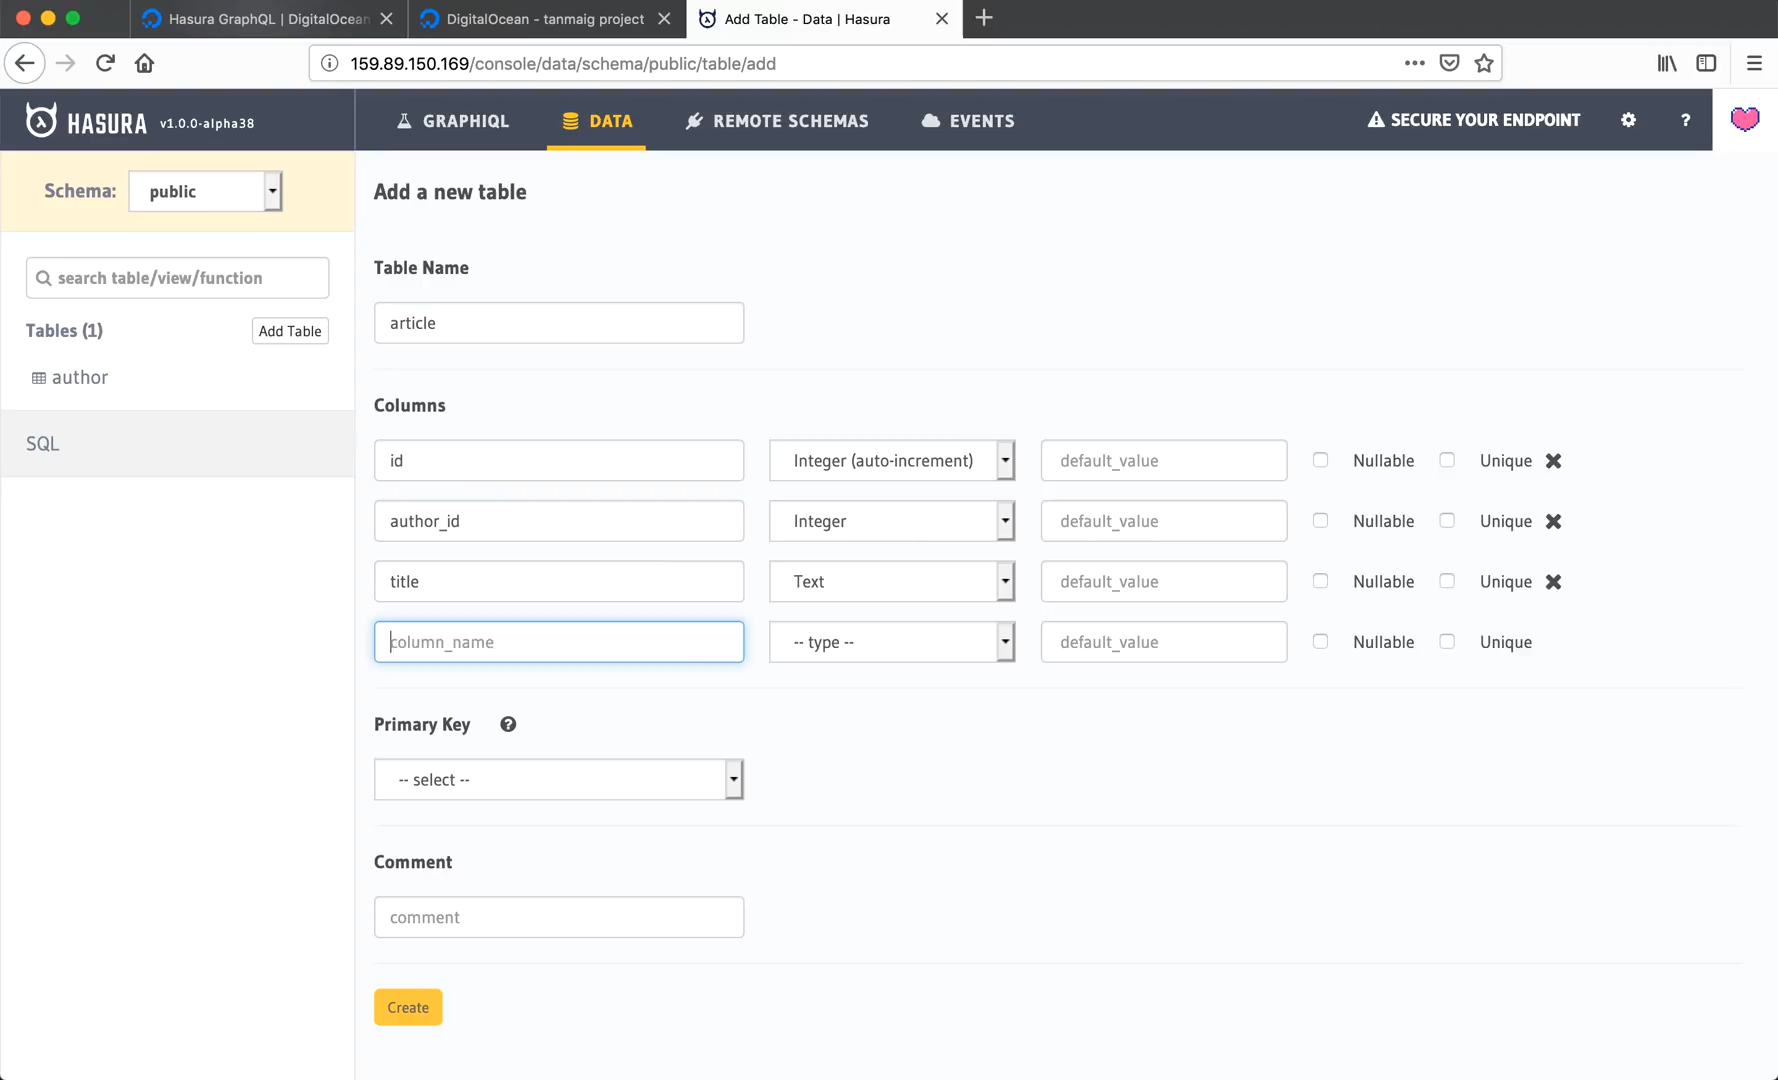 Hasura GraphQL | DigitalOcean
DigitalOcean - tanmaig project
Add Table - Data | Hasura
159.89.150.169/console/data/schema/public/table/add
HASURA v1.0.0-alpha38
GRAPHIQL
DATA
REMOTE SCHEMAS
EVENTS
SECURE YOUR ENDPOINT
?
Schema: public
search table/view/function
Tables (1)
Add Table
author
SQL
Add a new table
Table Name
article
Columns
id Integer (auto-increment) default_value Nullable Unique
author_id Integer default_value Nullable Unique
title Text default_value Nullable Unique
column_name -- type -- default_value Nullable Unique
Primary Key ?
-- select --
Comment
comment
Create